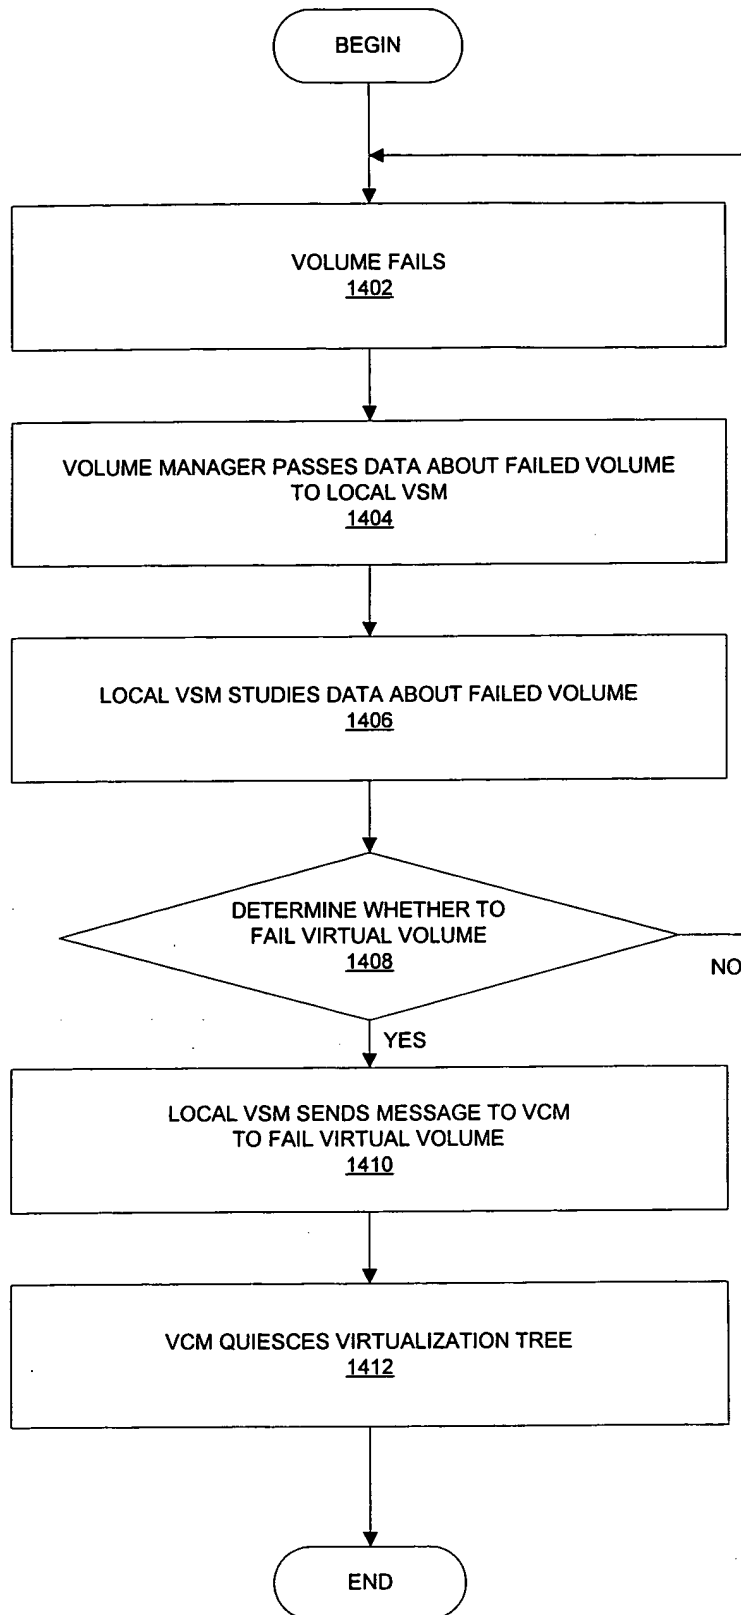 BEGIN
VOLUME FAILS
1402
VOLUME MANAGER PASSES DATA ABOUT FAILED VOLUME
TO LOCAL VSM
1404
LOCAL VSM STUDIES DATA ABOUT FAILED VOLUME
1406
DETERMINE WHETHER TO
FAIL VIRTUAL VOLUME
1408
NO
YES
LOCAL VSM SENDS MESSAGE TO VCM
TO FAIL VIRTUAL VOLUME
1410
VCM QUIESCES VIRTUALIZATION TREE
1412
END